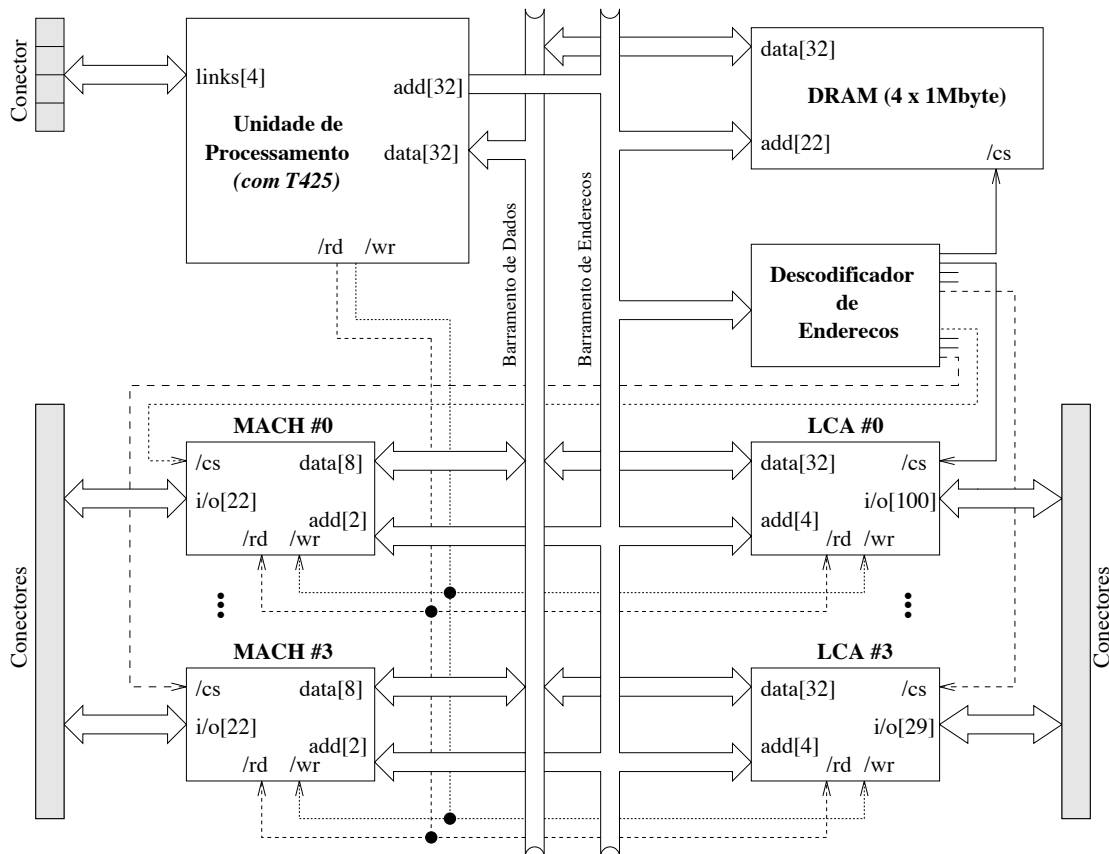 Conector
links[4]
add[32]
Unidade de
Processamento
(com T425)
data[32]
/rd
/wr
Barramento de Dados
Barramento de Enderecos
data[32]
DRAM (4 x 1Mbyte)
add[22]
/cs
Descodificador
de
Enderecos
Conectores
MACH #0
/cs
data[8]
i/o[22]
add[2]
/rd
/wr
LCA #0
data[32]
/cs
i/o[100]
add[4]
/rd
/wr
MACH #3
/cs
data[8]
i/o[22]
add[2]
/rd
/wr
LCA #3
data[32]
/cs
i/o[29]
add[4]
/rd
/wr
Conectores